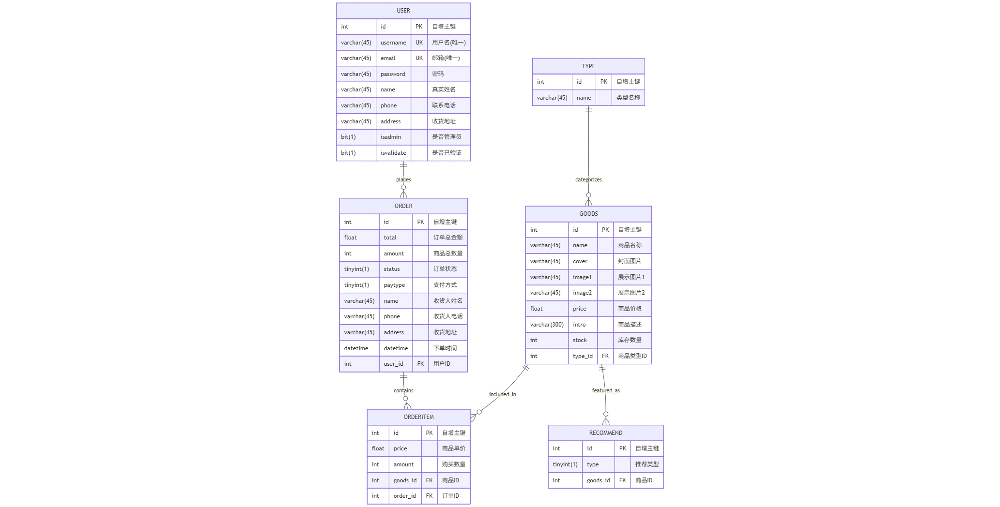 USER
int id PK 自增主键
varchar(45) username UK 用户名(唯一)
varchar(45) email UK 邮箱(唯一)
varchar(45) password 密码
varchar(45) name 真实姓名
varchar(45) phone 联系电话
varchar(45) address 收货地址
bit(1) isadmin 是否管理员
bit(1) isvalidate 是否已验证
TYPE
int id PK 自增主键
varchar(45) name 类型名称
places
categorizes
ORDER
int id PK 自增主键
float total 订单总金额
int amount 商品总数量
tinyint(1) status 订单状态
tinyint(1) paytype 支付方式
varchar(45) name 收货人姓名
varchar(45) phone 收货人电话
varchar(45) address 收货地址
datetime datetime 下单时间
int user_id FK 用户ID
GOODS
int id PK 自增主键
varchar(45) name 商品名称
varchar(45) cover 封面图片
varchar(45) image1 展示图片1
varchar(45) image2 展示图片2
float price 商品价格
varchar(300) intro 商品描述
int stock 库存数量
int type_id FK 商品类型ID
contains
included_in
featured_as
ORDERITEM
int id PK 自增主键
float price 商品单价
int amount 购买数量
int goods_id FK 商品ID
int order_id FK 订单ID
RECOMMEND
int id PK 自增主键
tinyint(1) type 推荐类型
int goods_id FK 商品ID